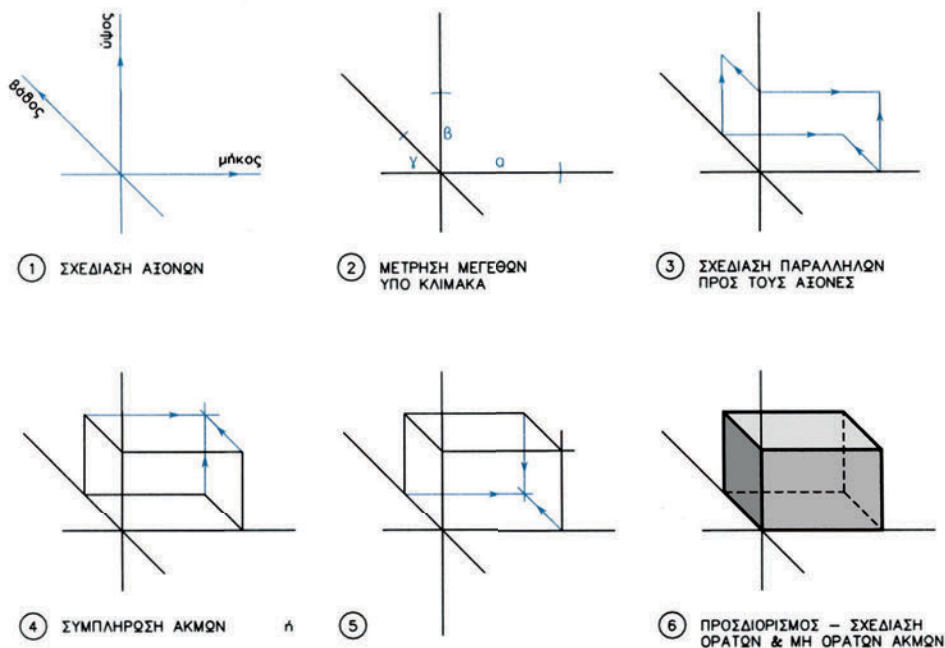 ύψος
βάθος
μήκος
β
γ
α
1 ΣΧΕΔΙΑΣΗ ΑΞΟΝΩΝ
2 ΜΕΤΡΗΣΗ ΜΕΓΕΘΩΝ
ΥΠΟ ΚΛΙΜΑΚΑ
3 ΣΧΕΔΙΑΣΗ ΠΑΡΑΛΛΗΛΩΝ
ΠΡΟΣ ΤΟΥΣ ΑΞΟΝΕΣ
4 ΣΥΜΠΛΗΡΩΣΗ ΑΚΜΩΝ ή
5
6 ΠΡΟΣΔΙΟΡΙΣΜΟΣ – ΣΧΕΔΙΑΣΗ
ΟΡΑΤΩΝ & ΜΗ ΟΡΑΤΩΝ ΑΚΜΩΝ